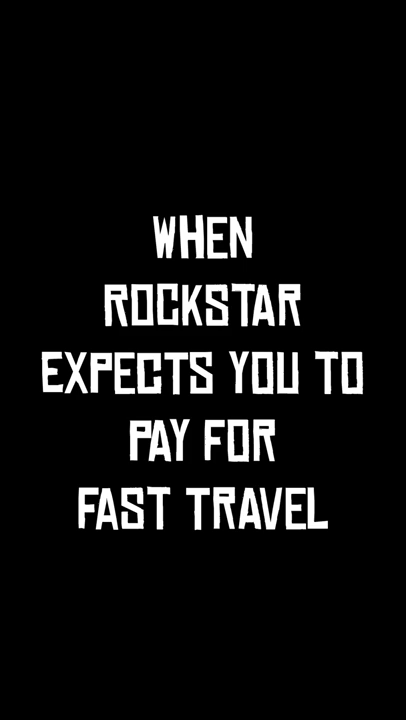 WHEN
ROCKSTAR
EXPECTS YOU TO
PAY FOR
FAST TRAVEL